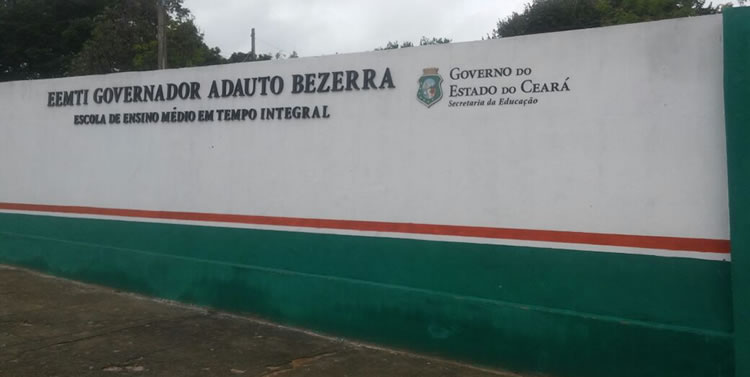 EEMTI GOVERNADOR ADAUTO BEZERRA
ESCOLA DE ENSINO MÉDIO EM TEMPO INTEGRAL
GOVERNO DO
ESTADO DO CEARÁ
Secretaria da Educação